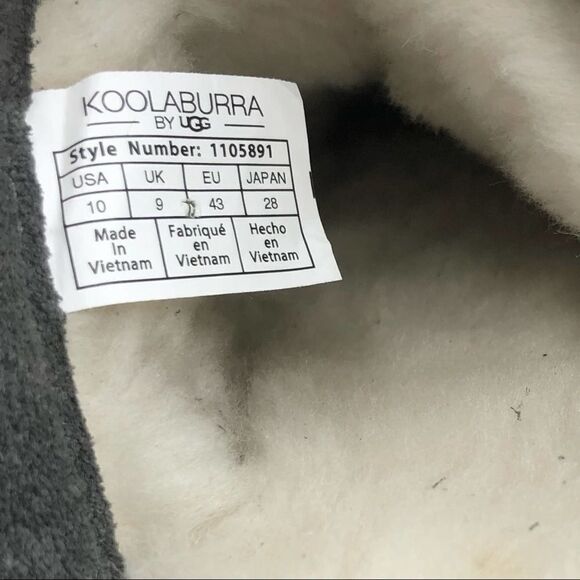 KOOLABURRA
BY UGG
Style Number: 1105891
USA UK EU JAPAN
10 9 43 28
Made Fabriqué Hecho
In en en
Vietnam Vietnam Vietnam